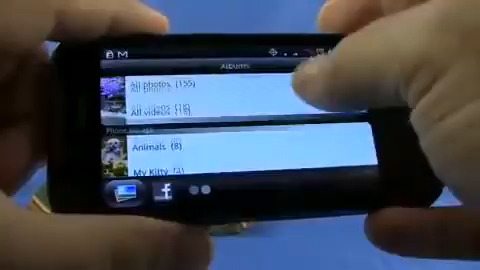 Albums
All photos (155)
All videos (18)
Animals (8)
My Kitty (4)
f